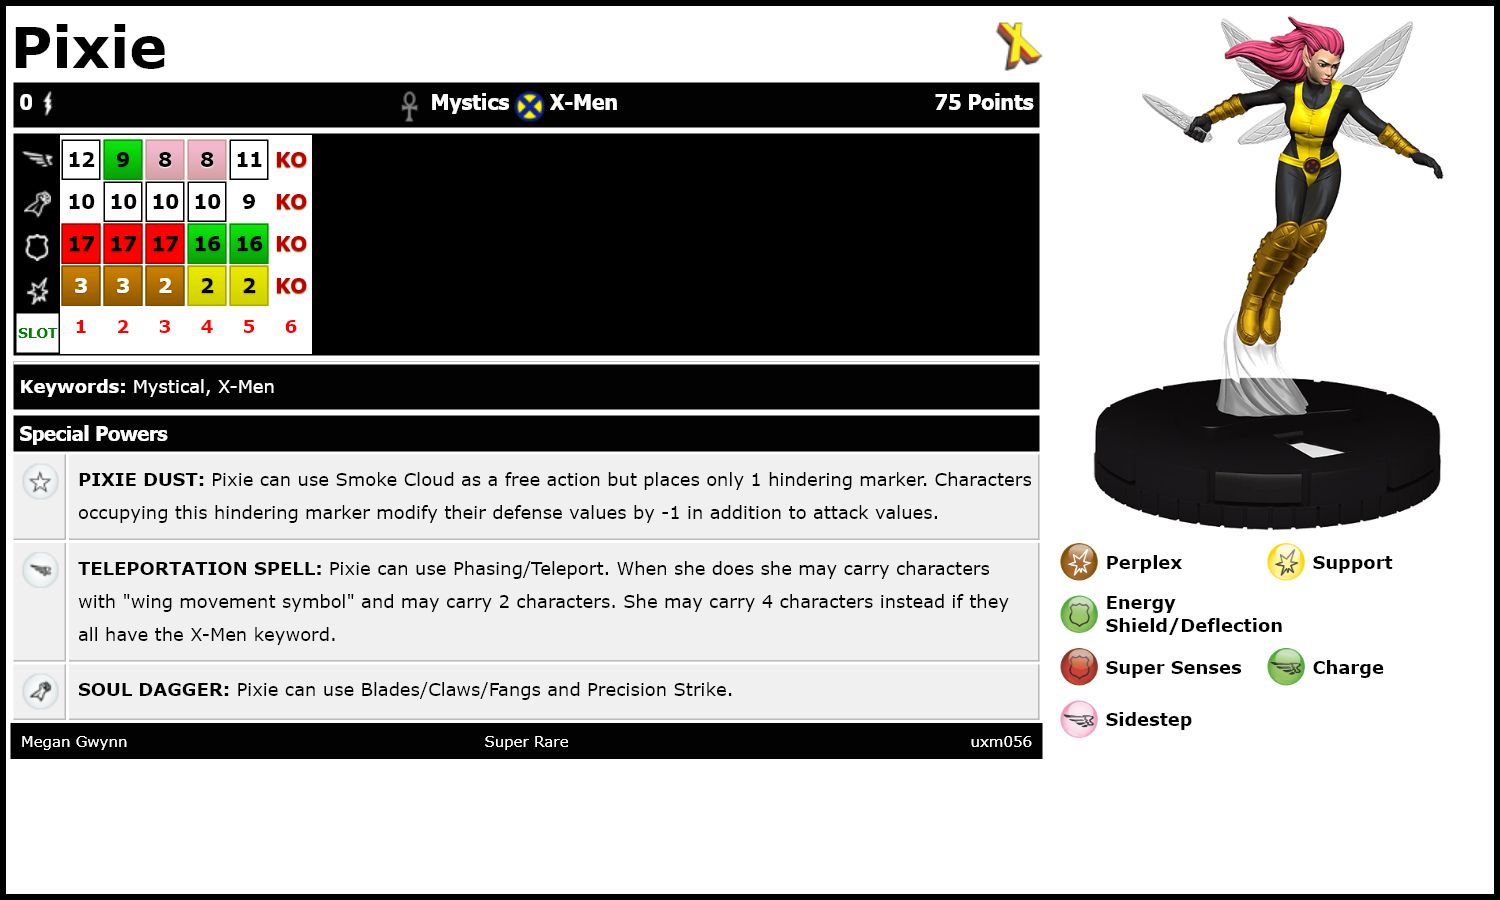 Pixie
0 Mystics X-Men 75 Points
12 9 8 8 11 KO
10 10 10 10 9 KO
17 17 17 16 16 KO
3 3 2 2 2 KO
SLOT 1 2 3 4 5 6
Keywords: Mystical, X-Men
Special Powers
PIXIE DUST: Pixie can use Smoke Cloud as a free action but places only 1 hindering marker. Characters
occupying this hindering marker modify their defense values by -1 in addition to attack values.
TELEPORTATION SPELL: Pixie can use Phasing/Teleport. When she does she may carry characters
with "wing movement symbol" and may carry 2 characters. She may carry 4 characters instead if they
all have the X-Men keyword.
SOUL DAGGER: Pixie can use Blades/Claws/Fangs and Precision Strike.
Megan Gwynn Super Rare uxm056
Perplex Support
Energy
Shield/Deflection
Super Senses Charge
Sidestep